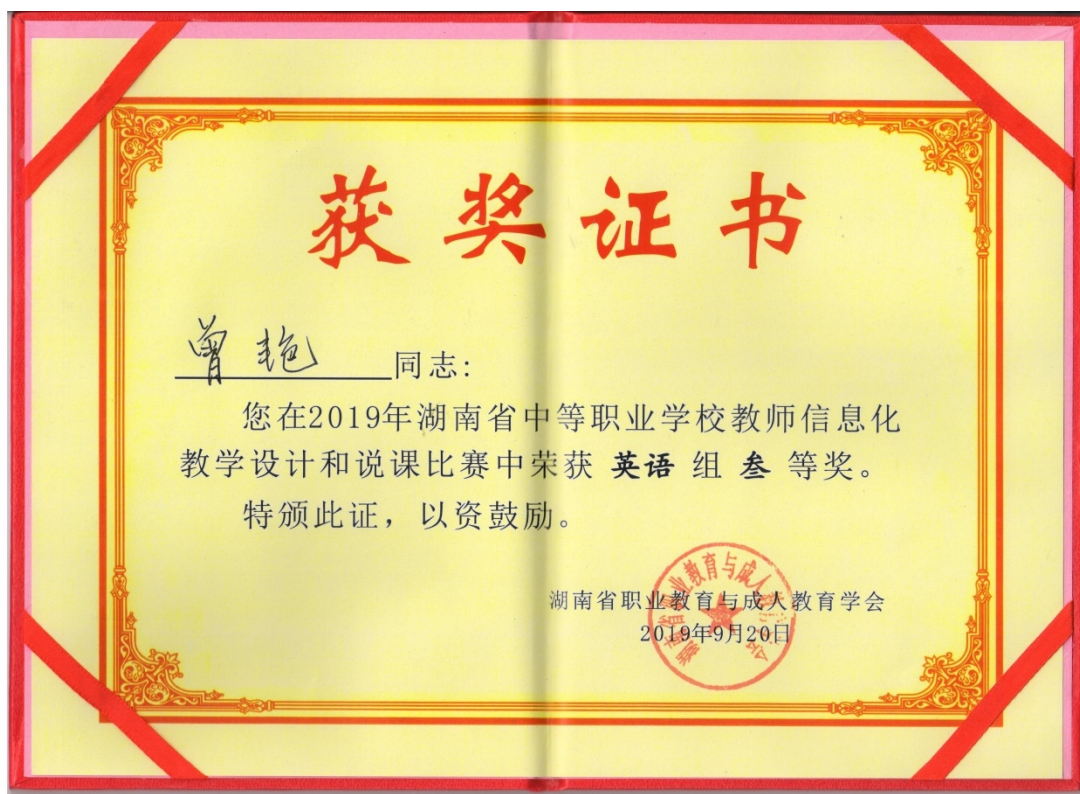 获奖证书
曾艳 同志:
您在2019年湖南省中等职业学校教师信息化
教学设计和说课比赛中荣获 英语 组 叁 等奖。
特颁此证，以资鼓励。
湖南省职业教育与成人教育学会
2019年9月20日